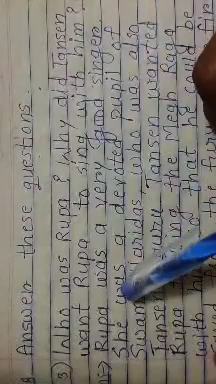 B Answer these questions.
3) Who was Rupa? Why did Tansen
want Rupa to sing with him?
=> Rupa was a very good singer.
She was a devoted pupil of
Swami Haridas who was also
Tansen guru Tansen wanted
Rupa to sing the Megh Raga
with him so that he could be
the